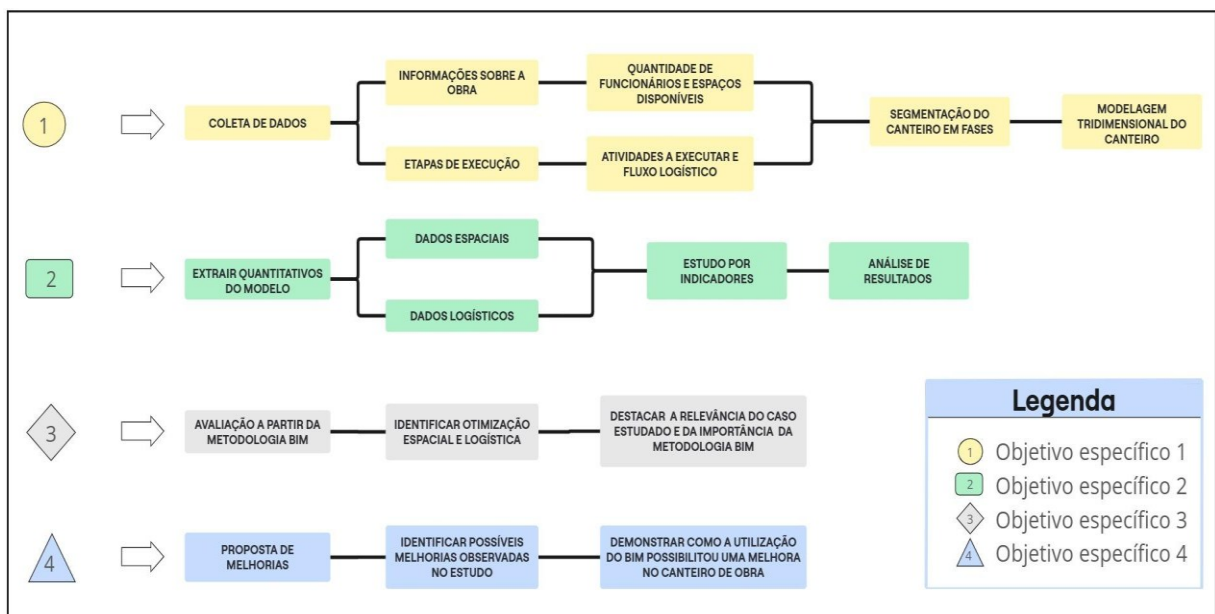 1
COLETA DE DADOS
INFORMAÇÕES SOBRE A
OBRA
QUANTIDADE DE
FUNCIONÁRIOS E ESPAÇOS
DISPONÍVEIS
ETAPAS DE EXECUÇÃO
ATIVIDADES A EXECUTAR E
FLUXO LOGÍSTICO
SEGMENTAÇÃO DO
CANTEIRO EM FASES
MODELAGEM
TRIDIMENSIONAL DO
CANTEIRO
2
EXTRAIR QUANTITATIVOS
DO MODELO
DADOS ESPACIAIS
DADOS LOGÍSTICOS
ESTUDO POR
INDICADORES
ANÁLISE DE
RESULTADOS
3
AVALIAÇÃO A PARTIR DA
METODOLOGIA BIM
IDENTIFICAR OTIMIZAÇÃO
ESPACIAL E LOGÍSTICA
DESTACAR A RELEVÂNCIA DO CASO
ESTUDADO E DA IMPORTÂNCIA DA
METODOLOGIA BIM
4
PROPOSTA DE
MELHORIAS
IDENTIFICAR POSSÍVEIS
MELHORIAS OBSERVADAS
NO ESTUDO
DEMONSTRAR COMO A UTILIZAÇÃO
DO BIM POSSIBILITOU UMA MELHORA
NO CANTEIRO DE OBRA
Legenda
1 Objetivo específico 1
2 Objetivo específico 2
3 Objetivo específico 3
4 Objetivo específico 4